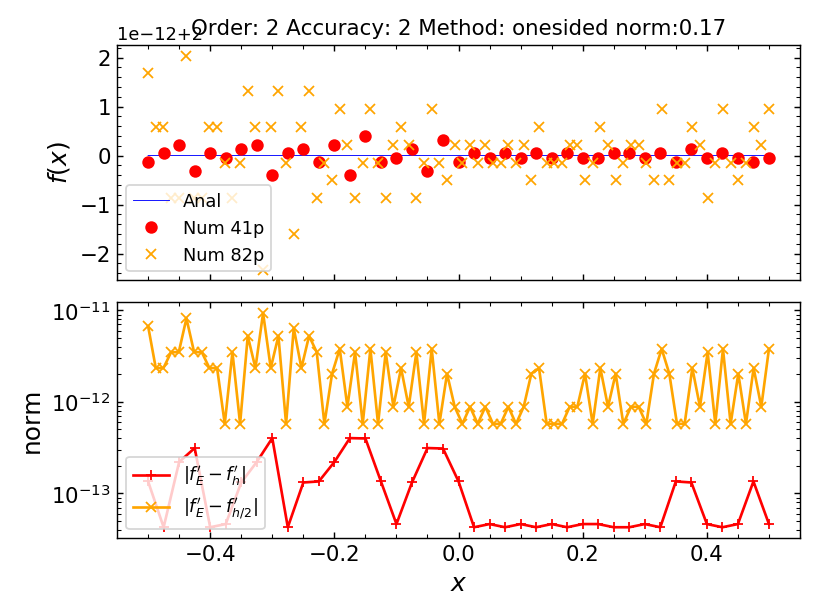 Order: 2 Accuracy: 2 Method: onesided norm:0.17
1e−12+2
2
1
0
−1
−2
f(x)
Anal
Num 41p
Num 82p
10⁻¹¹
10⁻¹²
10⁻¹³
norm
|f′_E − f′_h|
|f′_E − f′_{h/2}|
−0.4 −0.2 0.0 0.2 0.4
x